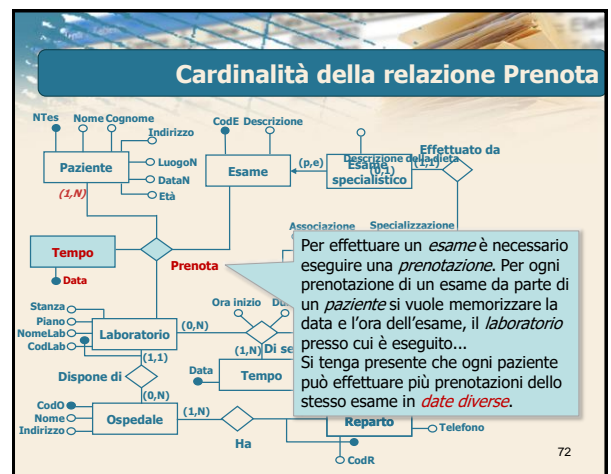 Cardinalità della relazione Prenota
NTes Nome Cognome
Indirizzo
CodE Descrizione
Effettuato da
Paziente
LuogoN
DataN
Età
(1,N)
Esame
(p,e)
Descrizione della dieta
(0,1)
(1,1)
Esame
specialistico
Associazione Specializzazione
Tempo
Data
Prenota
Per effettuare un esame è necessario
eseguire una prenotazione. Per ogni
prenotazione di un esame da parte di
un paziente si vuole memorizzare la
data e l'ora dell'esame, il laboratorio
presso cui è eseguito...
Si tenga presente che ogni paziente
può effettuare più prenotazioni dello
stesso esame in date diverse.
Stanza
Piano
NomeLab
CodLab
Laboratorio
(0,N)
Ora inizio
(1,N)
Di se
(1,1)
Dispone di
(0,N)
Data
Tempo
CodO
Nome
Indirizzo
Ospedale
(1,N)
Ha
Reparto
Telefono
CodR
72